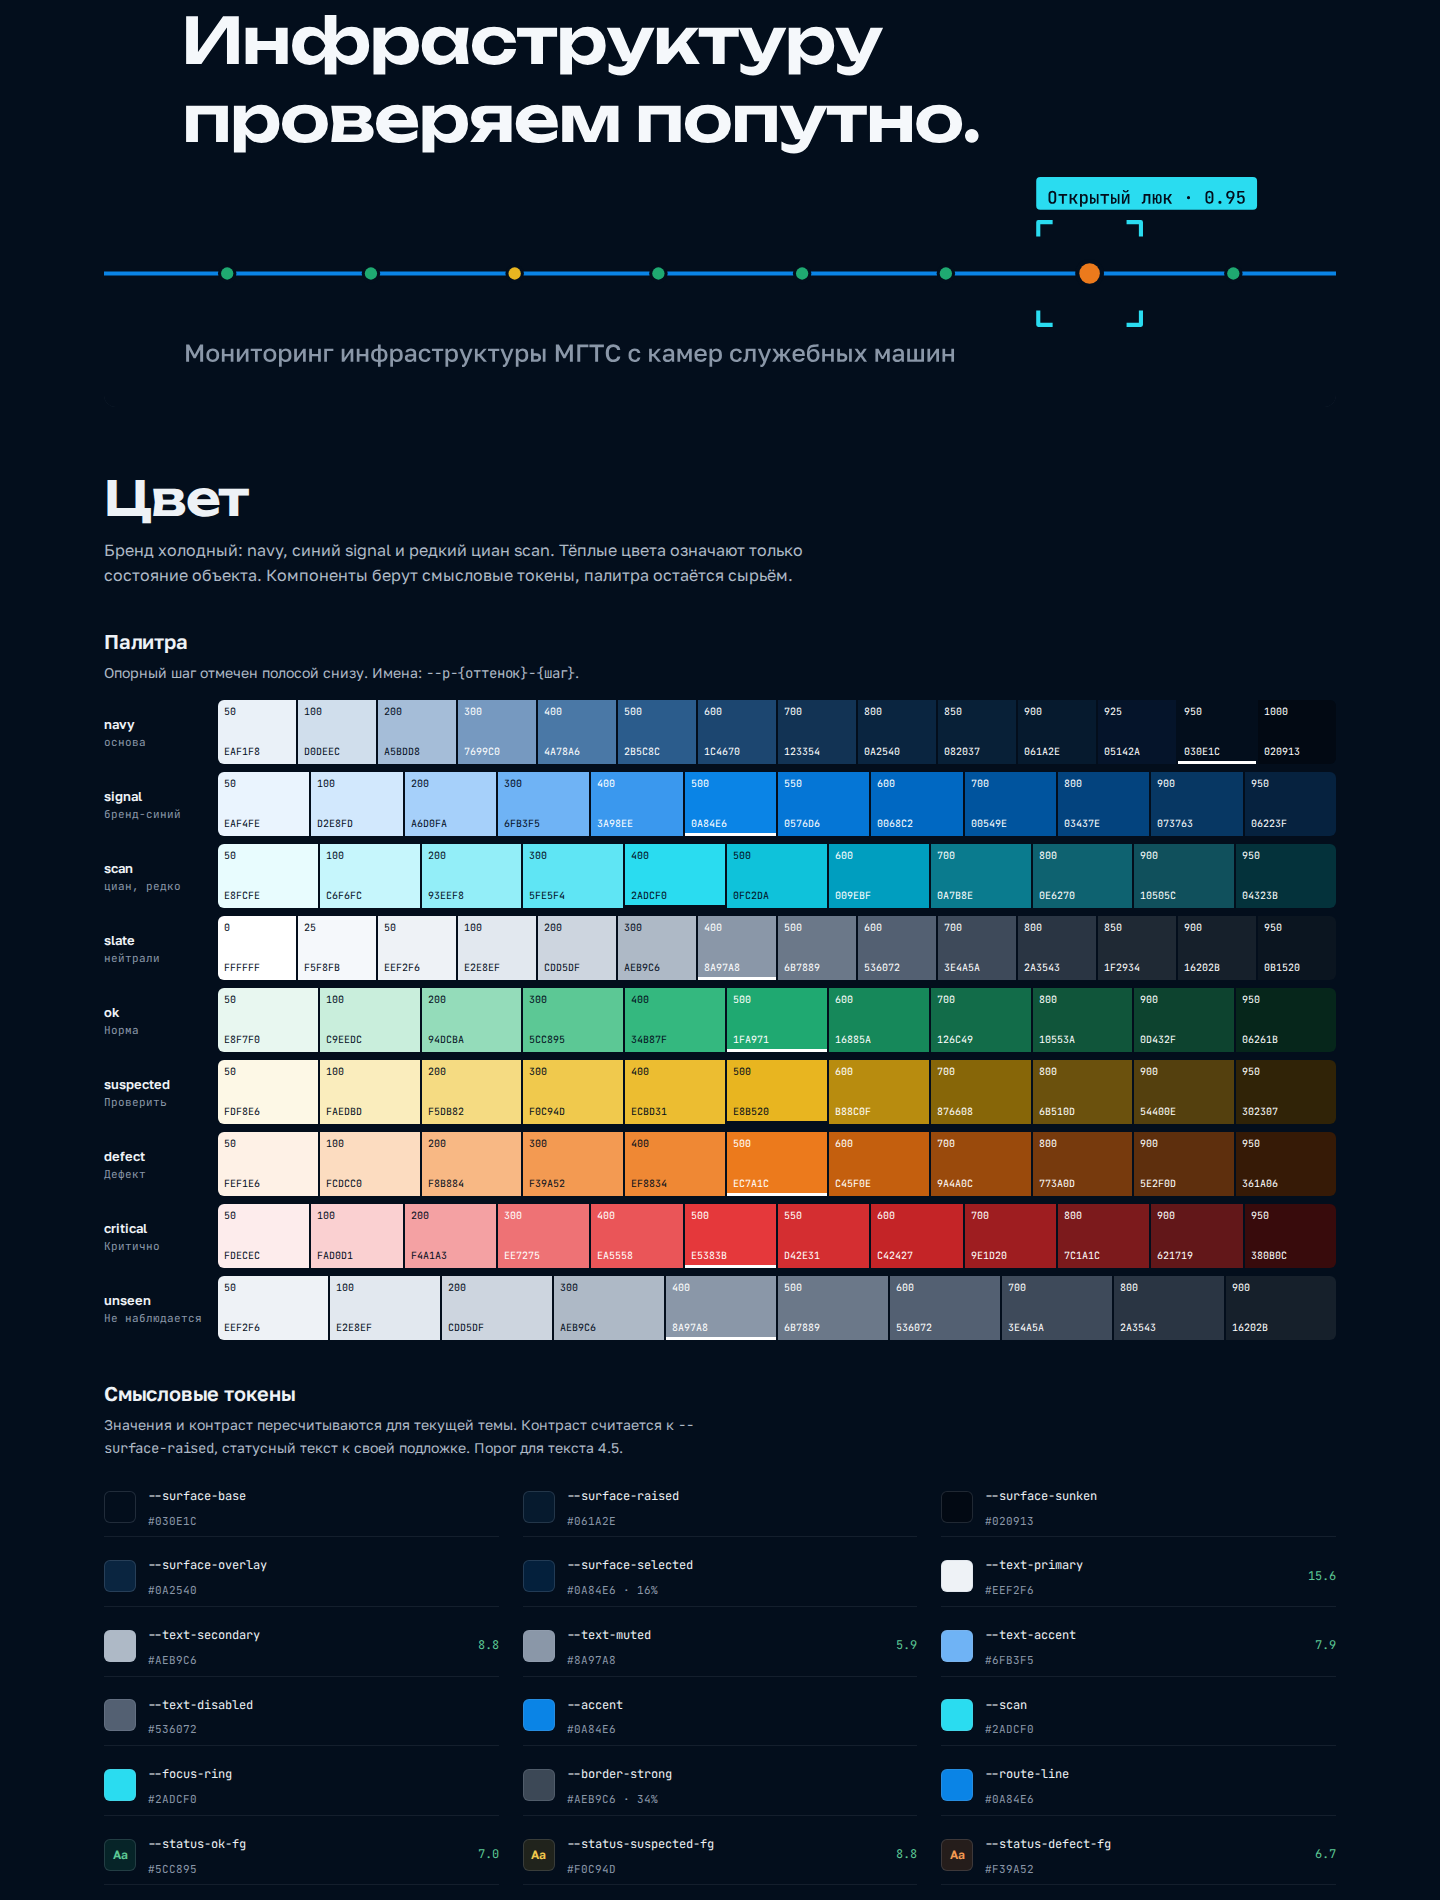 Инфраструктуру
проверяем попутно.
Открытый люк · 0.95
Мониторинг инфраструктуры МГТС с камер служебных машин
Цвет
Бренд холодный: navy, синий signal и редкий циан scan. Тёплые цвета означают только
состояние объекта. Компоненты берут смысловые токены, палитра остаётся сырьём.
Палитра
Опорный шаг отмечен полосой снизу. Имена: --p-{оттенок}-{шаг}.
navy
основа
50 100 200 300 400 500 600 700 800 850 900 925 950 1000
EAF1F8 D0DEEC A5BDD8 7699C0 4A78A6 2B5C8C 1C4670 123354 0A2540 082037 061A2E 05142A 030E1C 020913
signal
бренд-синий
50 100 200 300 400 500 550 600 700 800 900 950
EAF4FE D2E8FD A6D0FA 6FB3F5 3A98EE 0A84E6 0576D6 0068C2 00549E 03437E 073763 06223F
scan
циан, редко
50 100 200 300 400 500 600 700 800 900 950
E8FCFE C6F6FC 93EEF8 5FE5F4 2ADCF0 0FC2DA 009EBF 0A7B8E 0E6270 10505C 04323B
slate
нейтрали
0 25 50 100 200 300 400 500 600 700 800 850 900 950
FFFFFF F5F8FB EEF2F6 E2E8EF CDD5DF AEB9C6 8A97A8 6B7889 536072 3E4A5A 2A3543 1F2934 16202B 0B1520
ok
Норма
50 100 200 300 400 500 600 700 800 900 950
E8F7F0 C9EEDC 94DCBA 5CC895 34B87F 1FA971 16885A 126C49 10553A 0D432F 06261B
suspected
Проверить
50 100 200 300 400 500 600 700 800 900 950
FDF8E6 FAEDBD F5DB82 F0C94D ECBD31 E8B520 B88C0F 876608 6B510D 54400E 302307
defect
Дефект
50 100 200 300 400 500 600 700 800 900 950
FEF1E6 FCDCC0 F8B884 F39A52 EF8834 EC7A1C C45F0E 9A4A0C 773A0D 5E2F0D 361A06
critical
Критично
50 100 200 300 400 500 550 600 700 800 900 950
FDECEC FAD0D1 F4A1A3 EE7275 EA5558 E5383B D42E31 C42427 9E1D20 7C1A1C 621719 380B0C
unseen
Не наблюдается
50 100 200 300 400 500 600 700 800 900
EEF2F6 E2E8EF CDD5DF AEB9C6 8A97A8 6B7889 536072 3E4A5A 2A3543 16202B
Смысловые токены
Значения и контраст пересчитываются для текущей темы. Контраст считается к --
surface-raised, статусный текст к своей подложке. Порог для текста 4.5.
--surface-base
#030E1C
--surface-raised
#061A2E
--surface-sunken
#020913
--surface-overlay
#0A2540
--surface-selected
#0A84E6 · 16%
--text-primary
#EEF2F6
15.6
--text-secondary
#AEB9C6
8.8
--text-muted
#8A97A8
5.9
--text-accent
#6FB3F5
7.9
--text-disabled
#536072
--accent
#0A84E6
--scan
#2ADCF0
--focus-ring
#2ADCF0
--border-strong
#AEB9C6 · 34%
--route-line
#0A84E6
Aa
--status-ok-fg
#5CC895
7.0
Aa
--status-suspected-fg
#F0C94D
8.8
Aa
--status-defect-fg
#F39A52
6.7